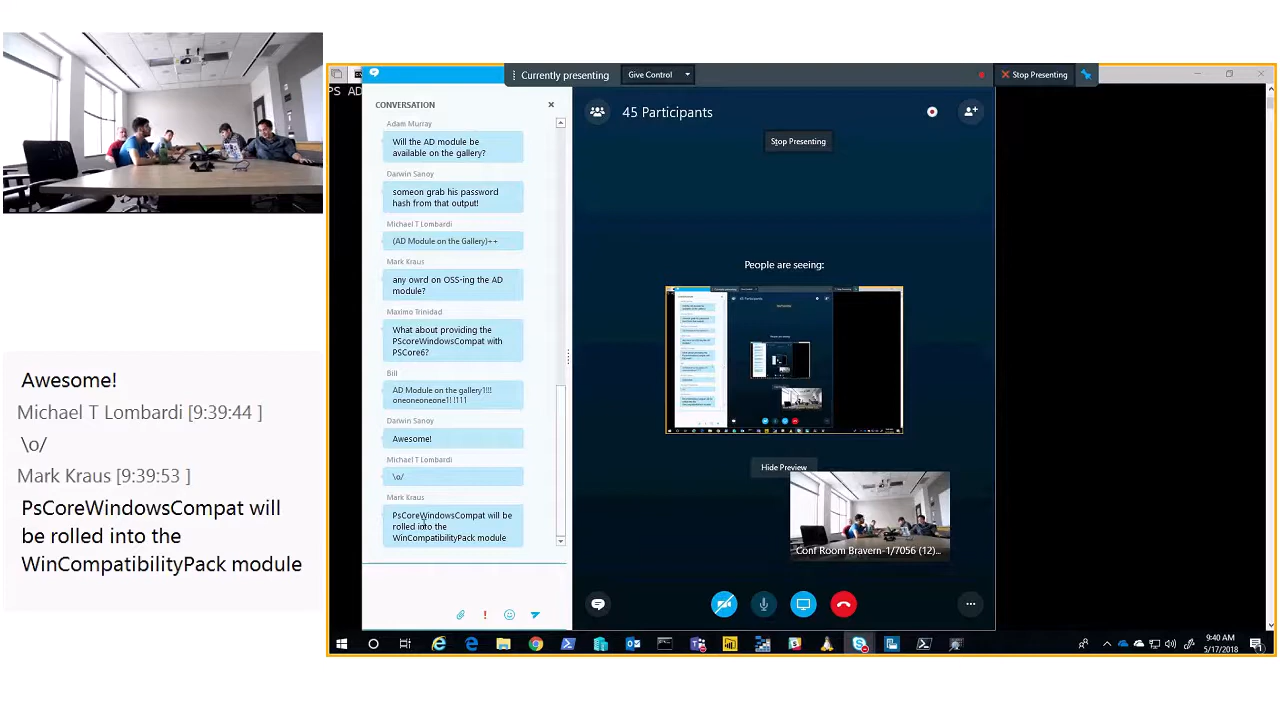 Awesome!
Michael T Lombardi [9:39:44 ]
\o/
Mark Kraus [9:39:53 ]
PsCoreWindowsCompat will
be rolled into the
WinCompatibilityPack module
PS AD
Currently presenting
Give Control
Stop Presenting
CONVERSATION
Adam Murray
Will the AD module be
available on the gallery?
Darwin Sanoy
someon grab his password
hash from that output!
Michael T Lombardi
(AD Module on the Gallery)++
Mark Kraus
any owrd on OSS-ing the AD
module?
Maximo Trinidad
What about providing the
PSCoreWindowsCompat with
PSCore6?
Bill
AD Module on the gallery1!!!
oneoneoneone1! !!111
Darwin Sanoy
Awesome!
Michael T Lombardi
\o/
Mark Kraus
PsCoreWindowsCompat will be
rolled into the
WinCompatibilityPack module
45 Participants
Stop Presenting
People are seeing:
45 Participants
Hide Preview
Conf Room Bravern-1/7056 (12)...
9:40 AM
5/17/2018